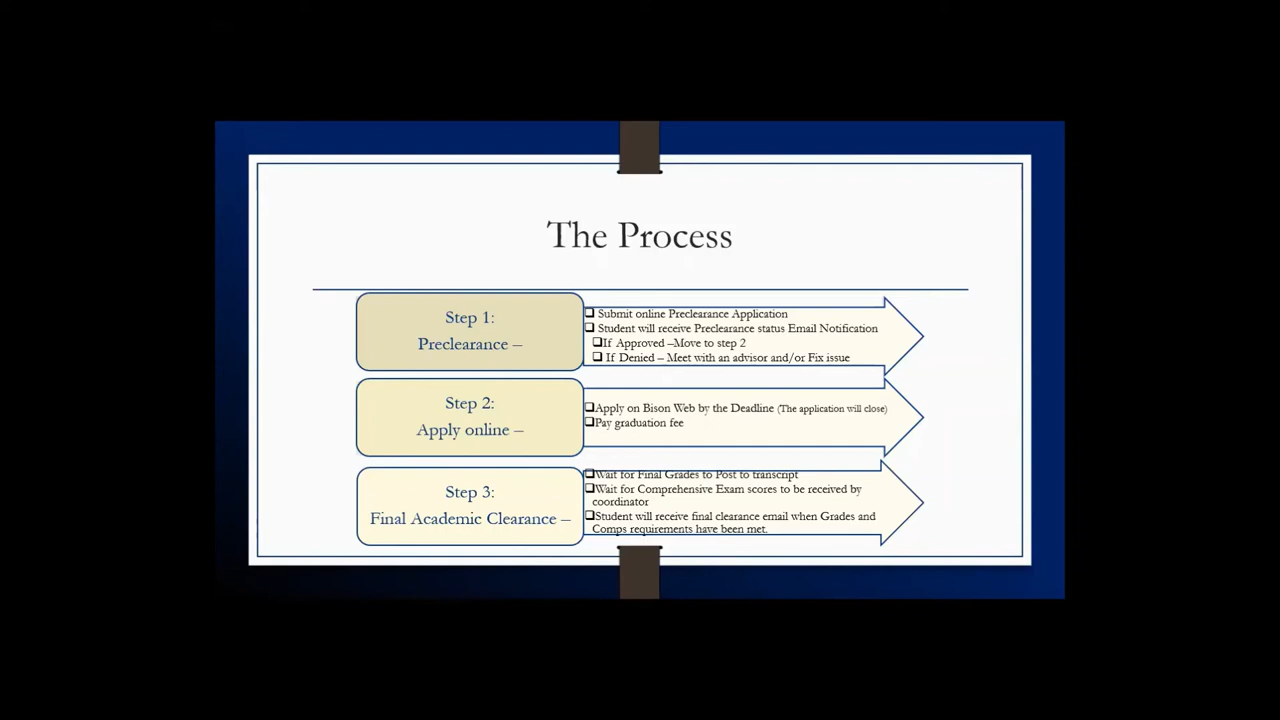 The Process
Step 1:
Preclearance –
❑ Submit online Preclearance Application
❑ Student will receive Preclearance status Email Notification
❑If Approved –Move to step 2
❑ If Denied – Meet with an advisor and/or Fix issue
Step 2:
Apply online –
❑Apply on Bison Web by the Deadline (The application will close)
❑Pay graduation fee
Step 3:
Final Academic Clearance –
❑Wait for Final Grades to Post to transcript
❑Wait for Comprehensive Exam scores to be received by
coordinator
❑Student will receive final clearance email when Grades and
Comps requirements have been met.